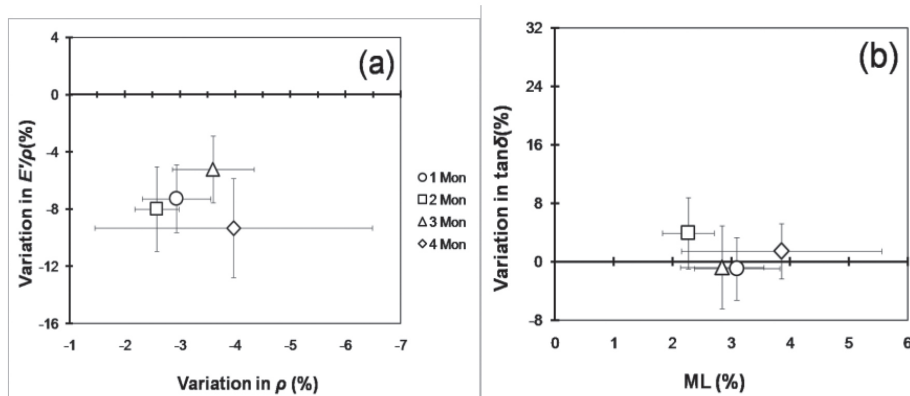 (a)
4
0
-4
-8
-12
-16
Variation in E'/ρ(%)
-1 -2 -3 -4 -5 -6 -7
Variation in ρ (%)
1 Mon
2 Mon
3 Mon
4 Mon
(b)
32
24
16
8
0
-8
Variation in tanδ(%)
0 1 2 3 4 5 6
ML (%)